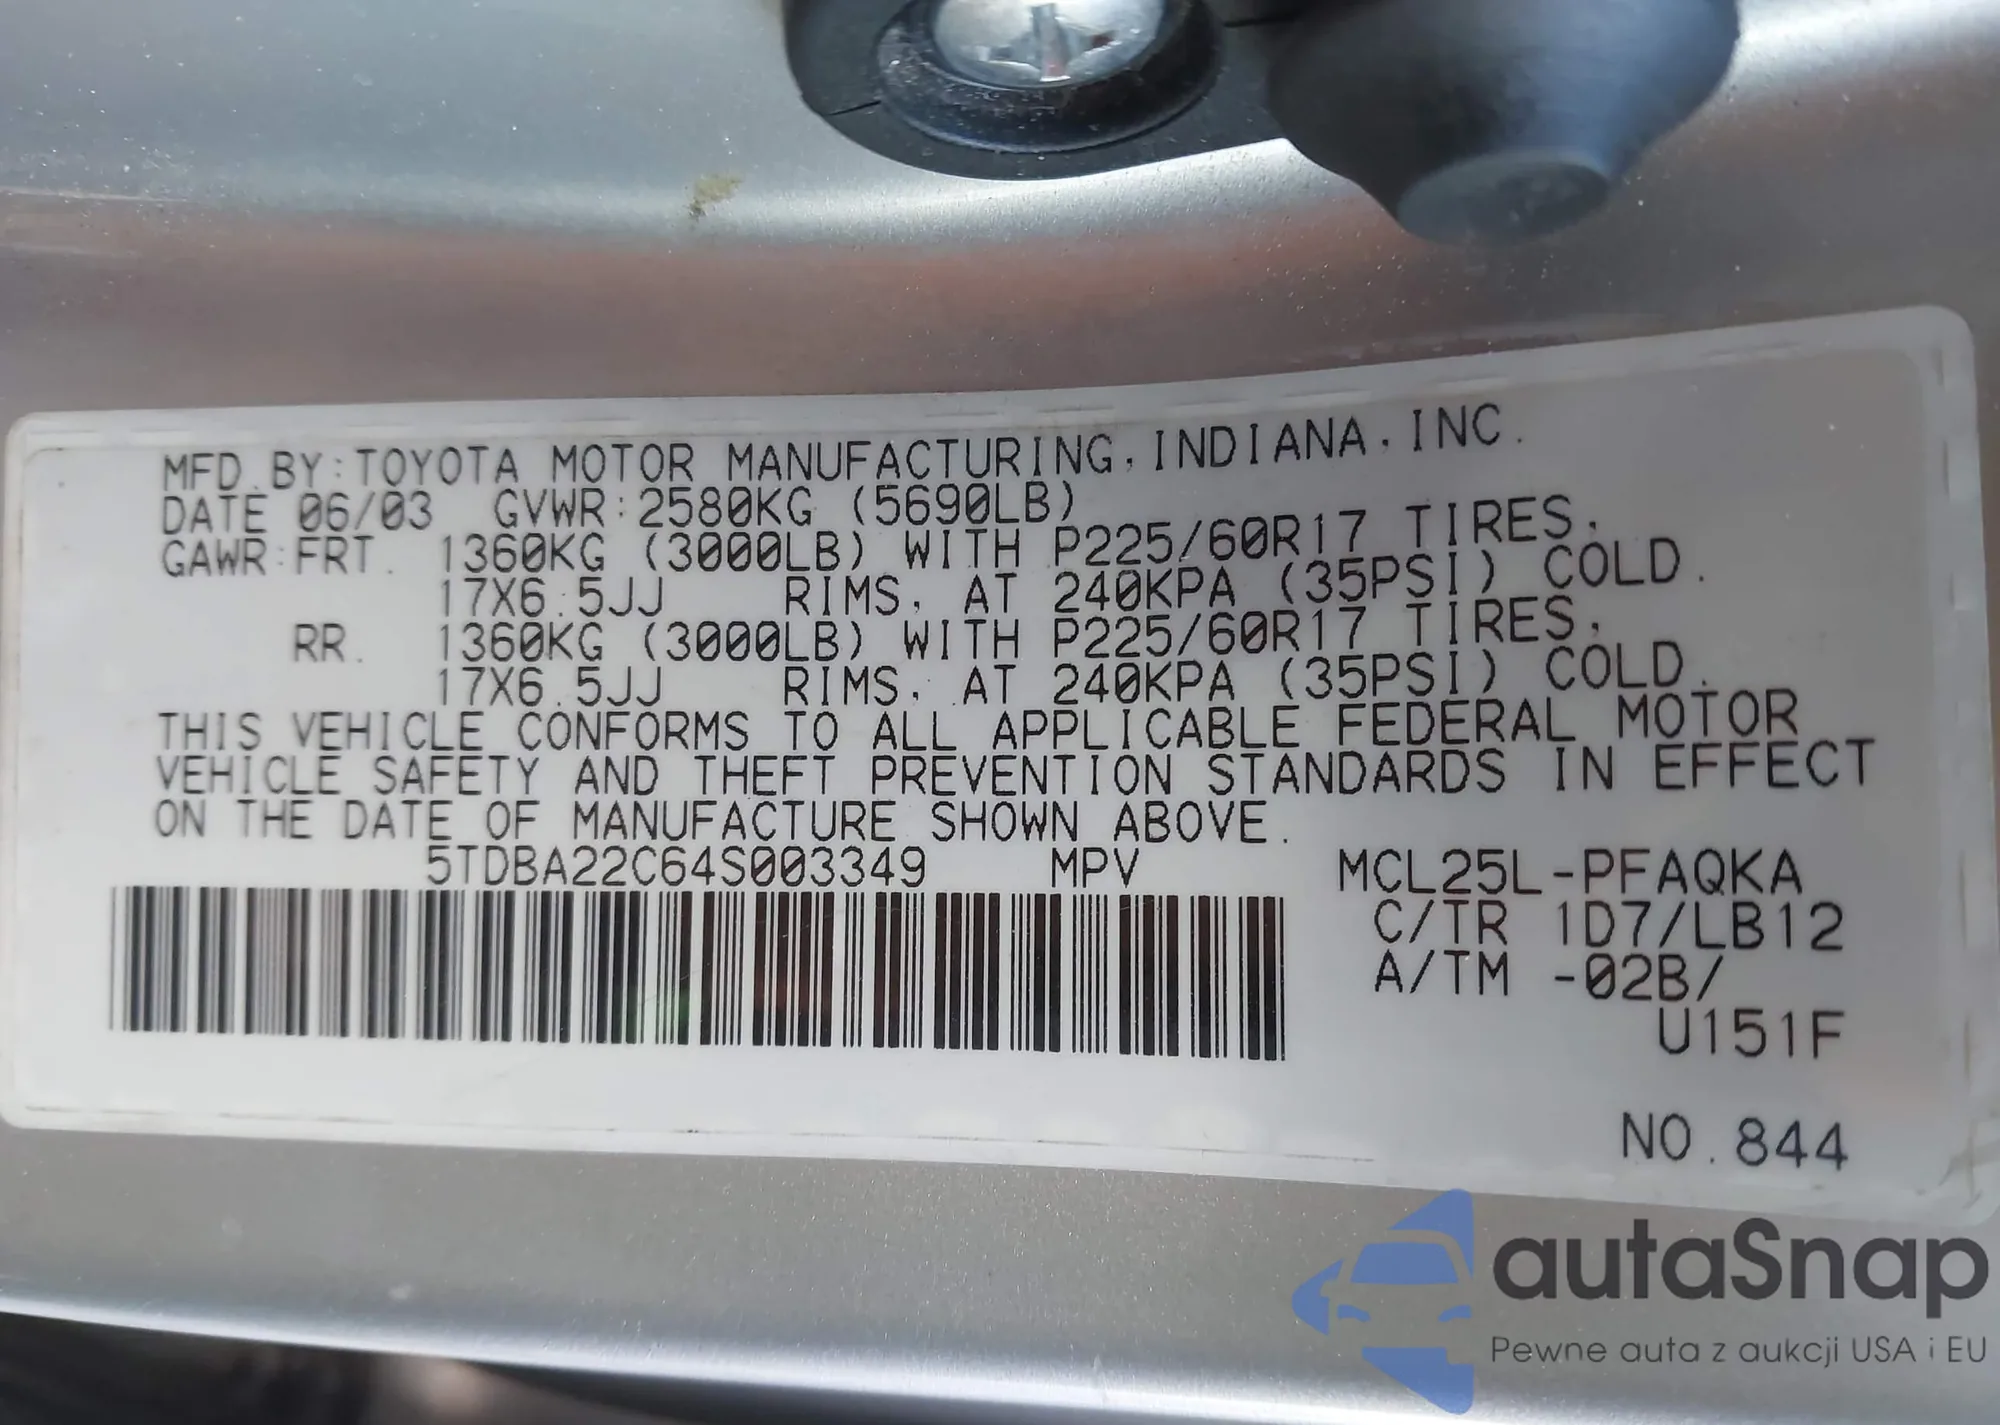 MFD. BY:TOYOTA MOTOR MANUFACTURING,INDIANA,INC.
DATE 06/03 GVWR:2580KG (5690LB)
GAWR:FRT. 1360KG (3000LB) WITH P225/60R17 TIRES,
17X6.5JJ RIMS, AT 240KPA (35PSI) COLD.
RR. 1360KG (3000LB) WITH P225/60R17 TIRES,
17X6.5JJ RIMS, AT 240KPA (35PSI) COLD.
THIS VEHICLE CONFORMS TO ALL APPLICABLE FEDERAL MOTOR
VEHICLE SAFETY AND THEFT PREVENTION STANDARDS IN EFFECT
ON THE DATE OF MANUFACTURE SHOWN ABOVE.
5TDBA22C64S003349 MPV MCL25L-PFAQKA
C/TR 1D7/LB12
A/TM -02B/
U151F
NO.844
autaSnap
Pewne auta z aukcji USA i EU